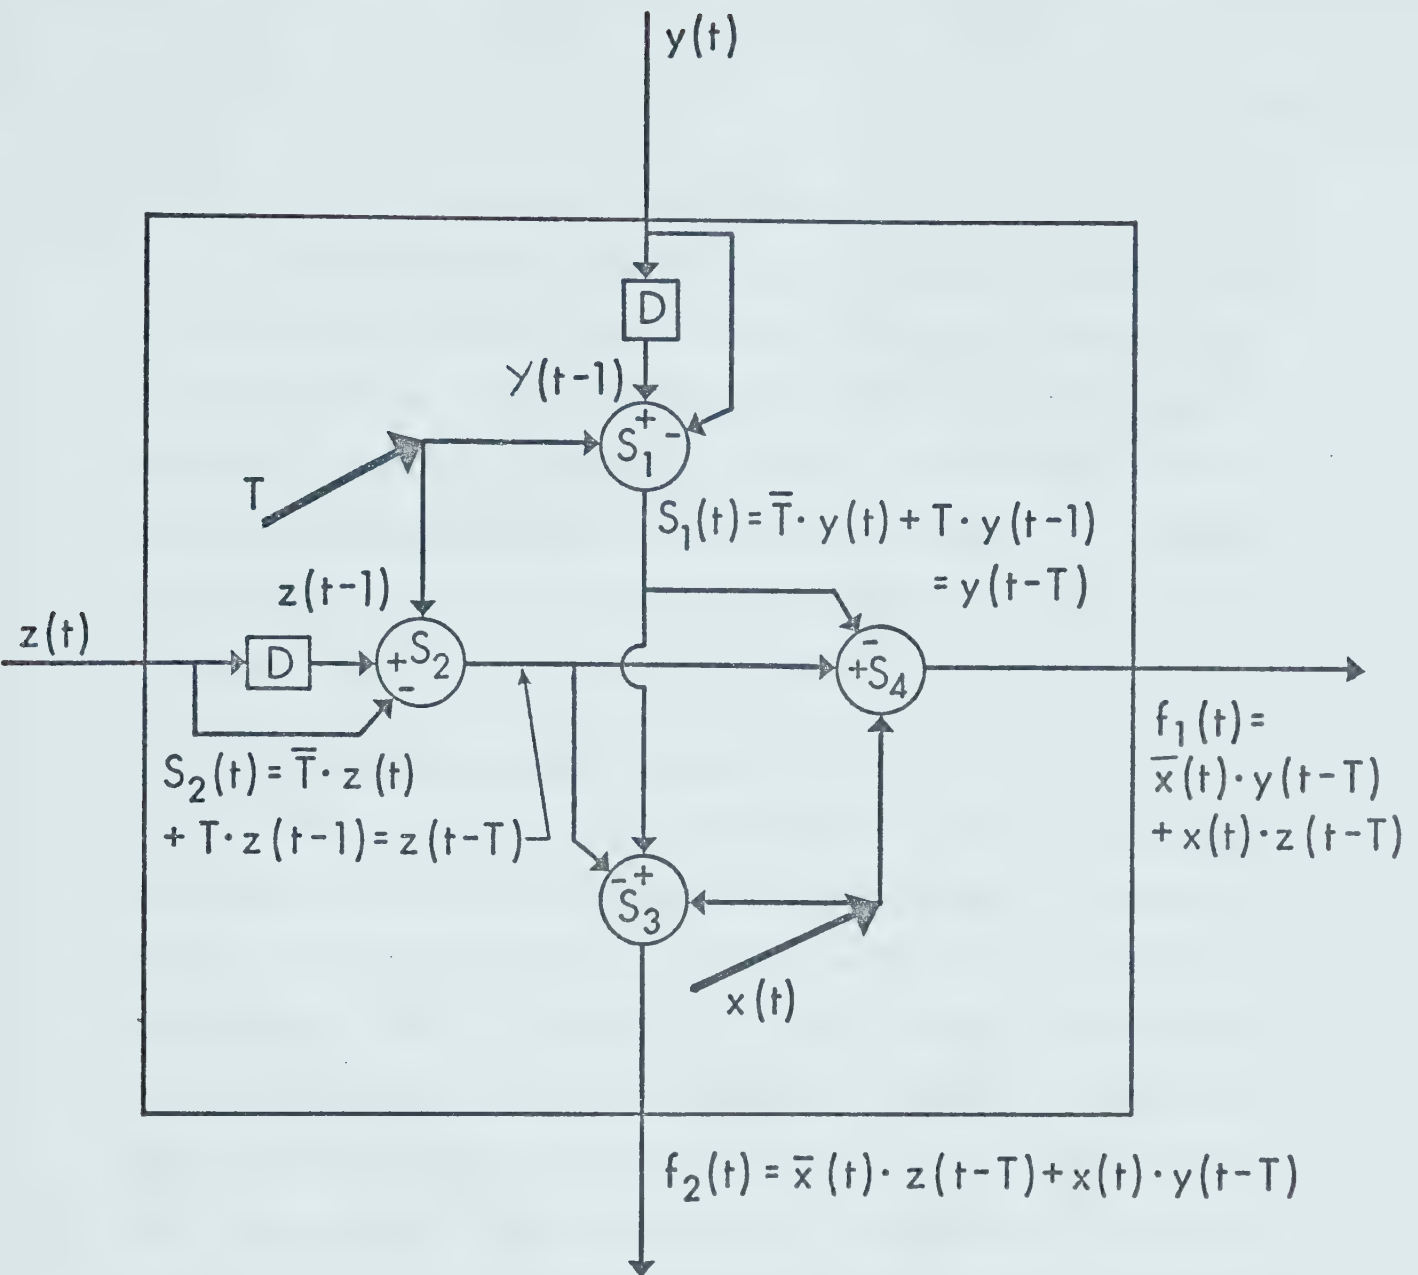 y(t)
D
Y(t-1)
+
-
S₁
T
S₁(t) = T̅ · y(t) + T · y(t-1)
= y(t-T)
z(t-1)
z(t)
D
+S₂
-
-
+S₄
S₂(t) = T̅ · z(t)
+ T · z(t-1) = z(t-T)
f₁(t) =
x̅(t) · y(t-T)
+ x(t) · z(t-T)
- +
S₃
x(t)
f₂(t) = x̅(t) · z(t-T) + x(t) · y(t-T)